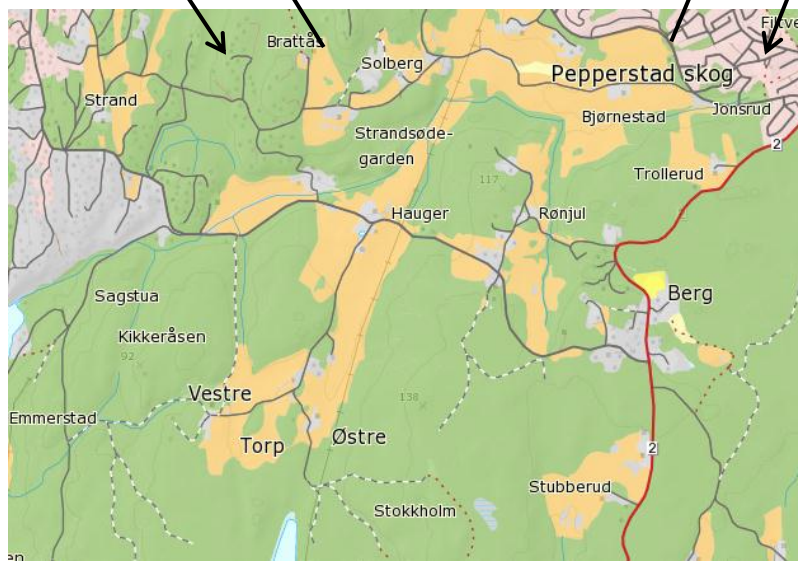 Brattås
Solberg
Pepperstad skog
Strand
Bjørnestad
Jonsrud
Strandsøde-
garden
2
Trollerud
117
Hauger
Rønjul
Sagstua
Berg
Kikkeråsen
92
Vestre
138
Emmerstad
Torp
Østre
2
Stubberud
Stokkholm
en